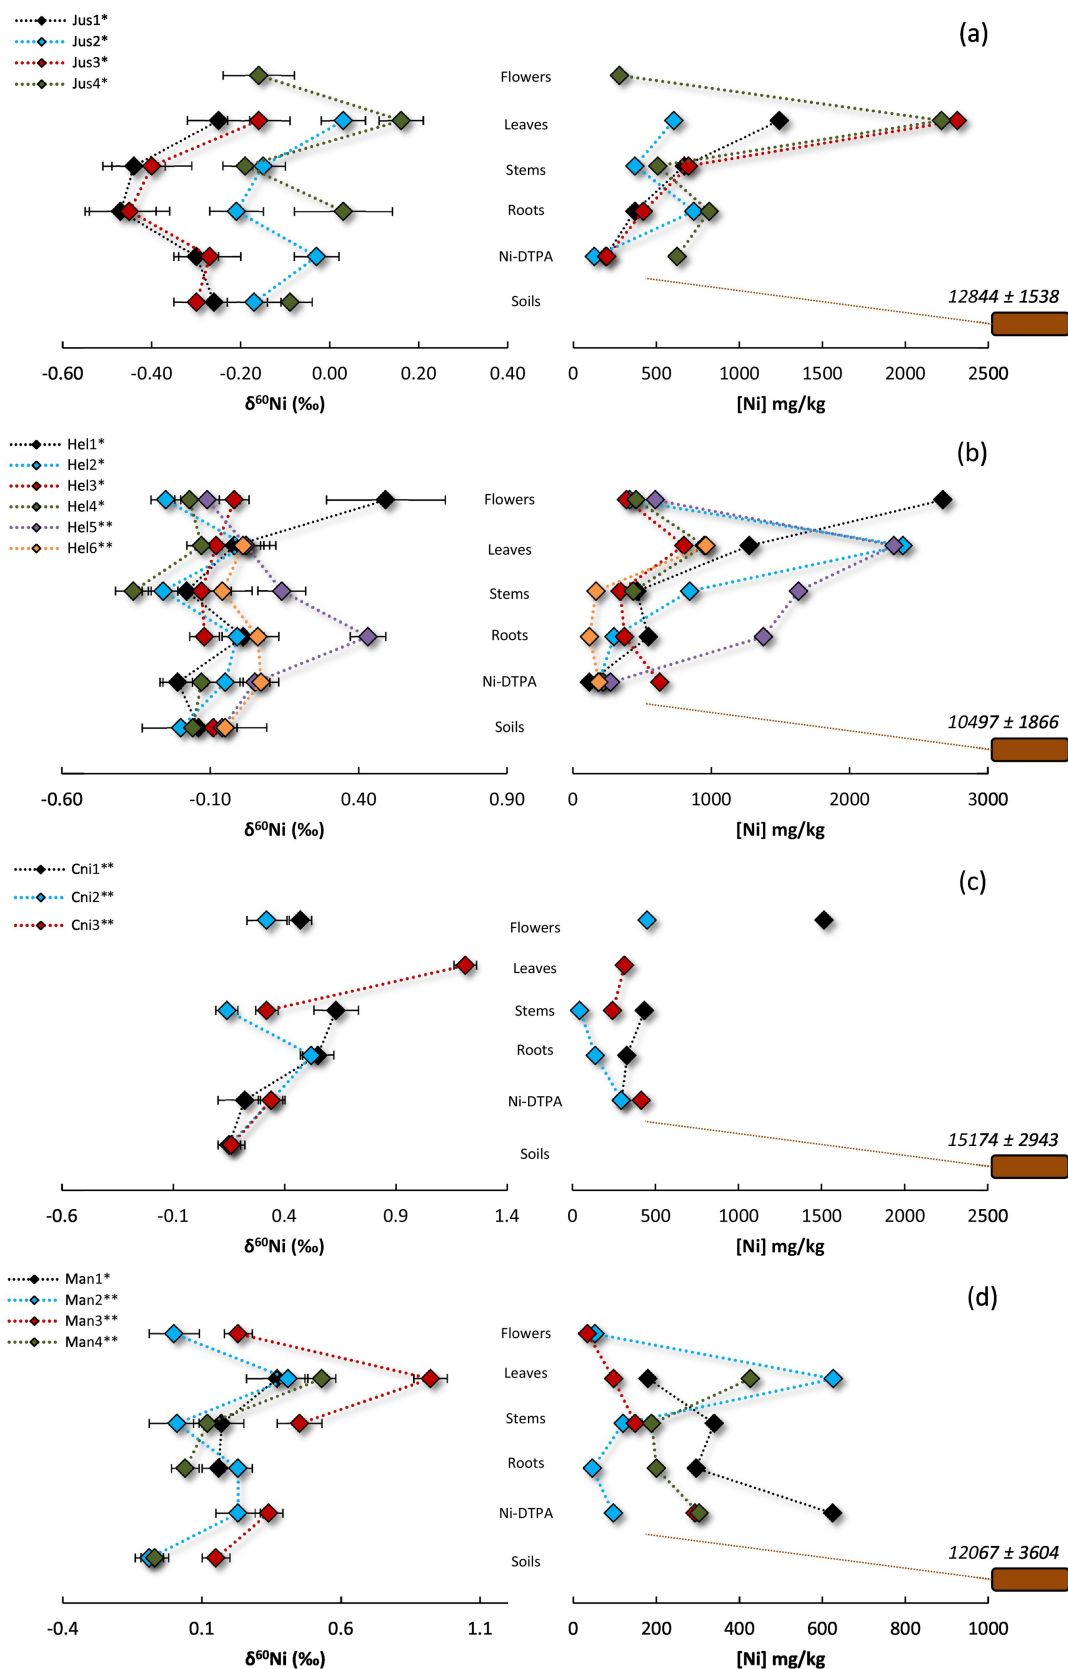 Jus1*
Jus2*
Jus3*
Jus4*
(a)
Flowers
Leaves
Stems
Roots
Ni-DTPA
Soils
12844 ± 1538
-0.60 -0.40 -0.20 0.00 0.20 0.40
0 500 1000 1500 2000 2500
δ⁶⁰Ni (‰)
[Ni] mg/kg
Hel1*
Hel2*
Hel3*
Hel4*
Hel5**
Hel6**
(b)
Flowers
Leaves
Stems
Roots
Ni-DTPA
Soils
10497 ± 1866
-0.60 -0.10 0.40 0.90
0 1000 2000 3000
δ⁶⁰Ni (‰)
[Ni] mg/kg
Cni1**
Cni2**
Cni3**
(c)
Flowers
Leaves
Stems
Roots
Ni-DTPA
Soils
15174 ± 2943
-0.6 -0.1 0.4 0.9 1.4
0 500 1000 1500 2000 2500
δ⁶⁰Ni (‰)
[Ni] mg/kg
Man1*
Man2**
Man3**
Man4**
(d)
Flowers
Leaves
Stems
Roots
Ni-DTPA
Soils
12067 ± 3604
-0.4 0.1 0.6 1.1
0 200 400 600 800 1000
δ⁶⁰Ni (‰)
[Ni] mg/kg